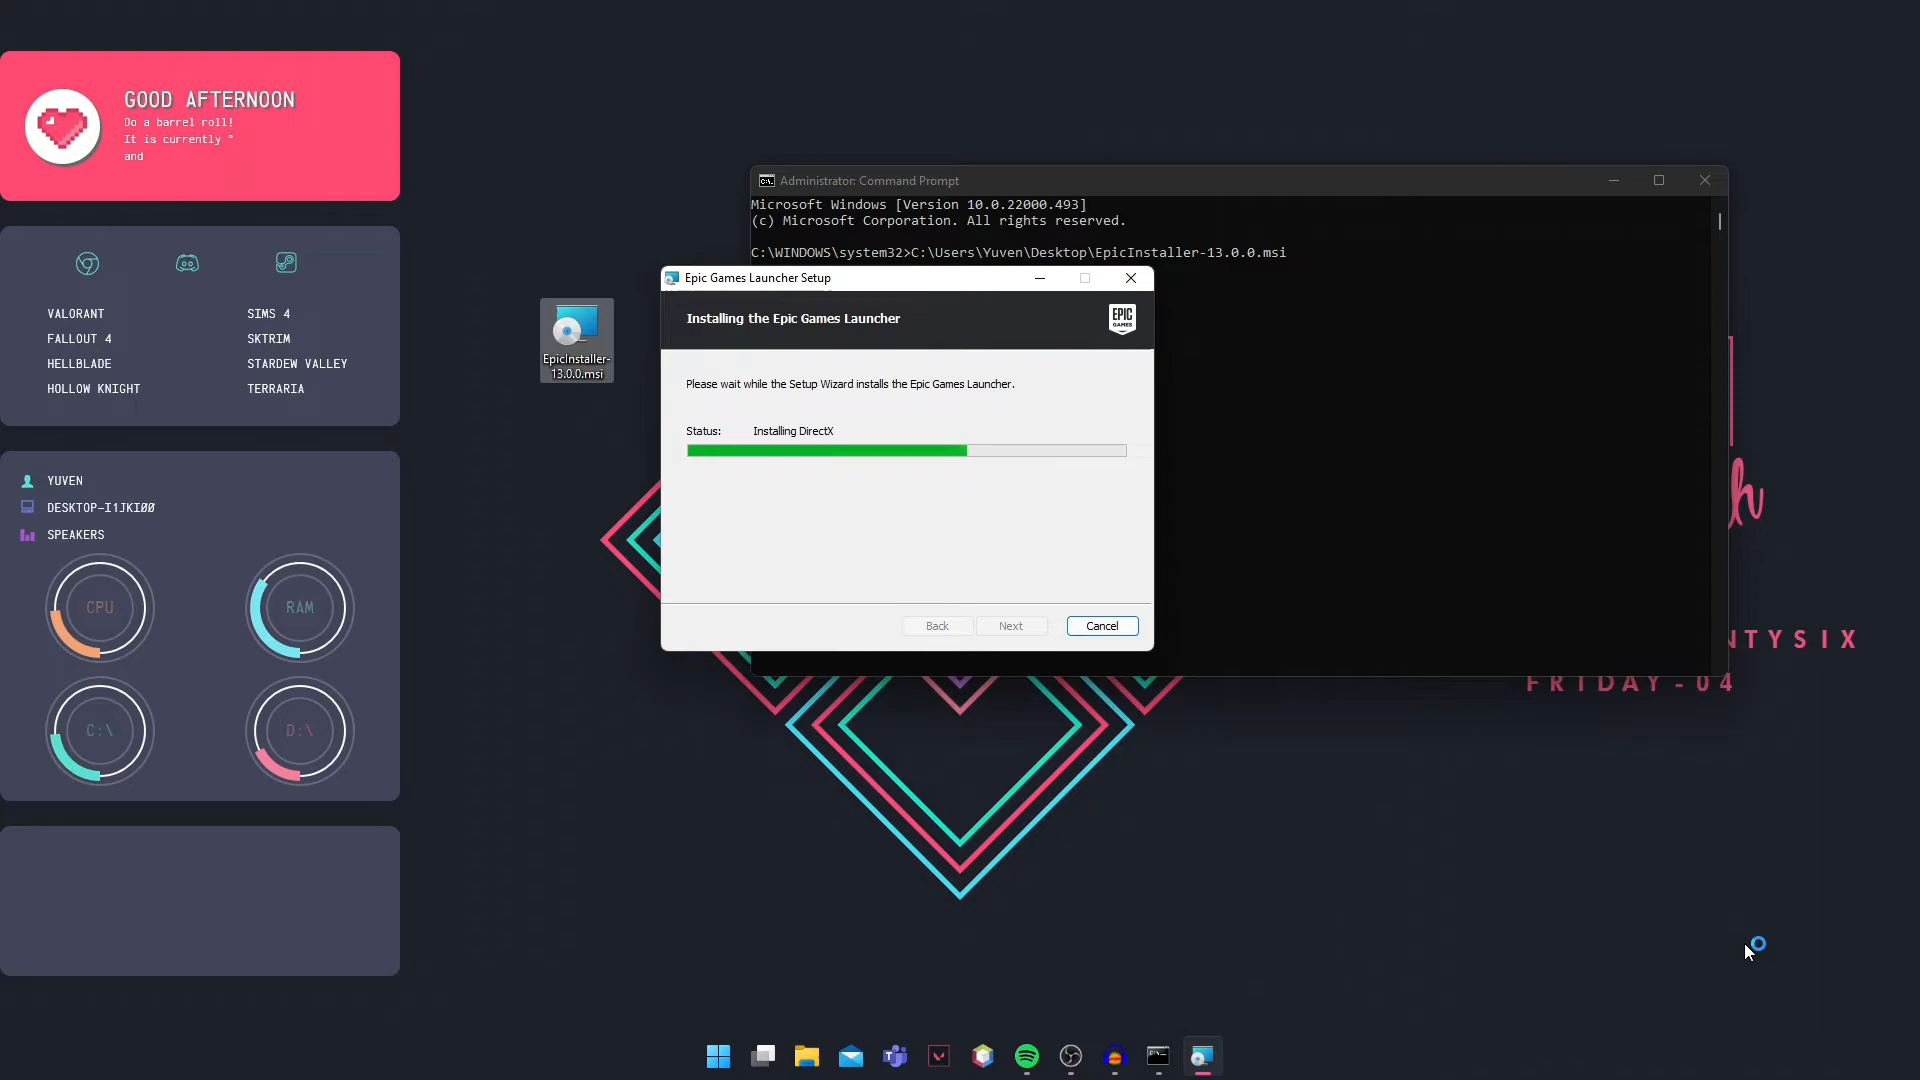 GOOD AFTERNOON
Do a barrel roll!
It is currently °
and
VALORANT
FALLOUT 4
HELLBLADE
HOLLOW KNIGHT
SIMS 4
SKTRIM
STARDEW VALLEY
TERRARIA
YUVEN
DESKTOP-I1JKI00
SPEAKERS
CPU
RAM
C:\
D:\
EpicInstaller-
13.0.0.msi
Administrator: Command Prompt
Microsoft Windows [Version 10.0.22000.493]
(c) Microsoft Corporation. All rights reserved.
C:\WINDOWS\system32>C:\Users\Yuven\Desktop\EpicInstaller-13.0.0.msi
Epic Games Launcher Setup
Installing the Epic Games Launcher
EPIC
GAMES
Please wait while the Setup Wizard installs the Epic Games Launcher.
Status: Installing DirectX
Back
Next
Cancel
NTYSIX
FRIDAY-04